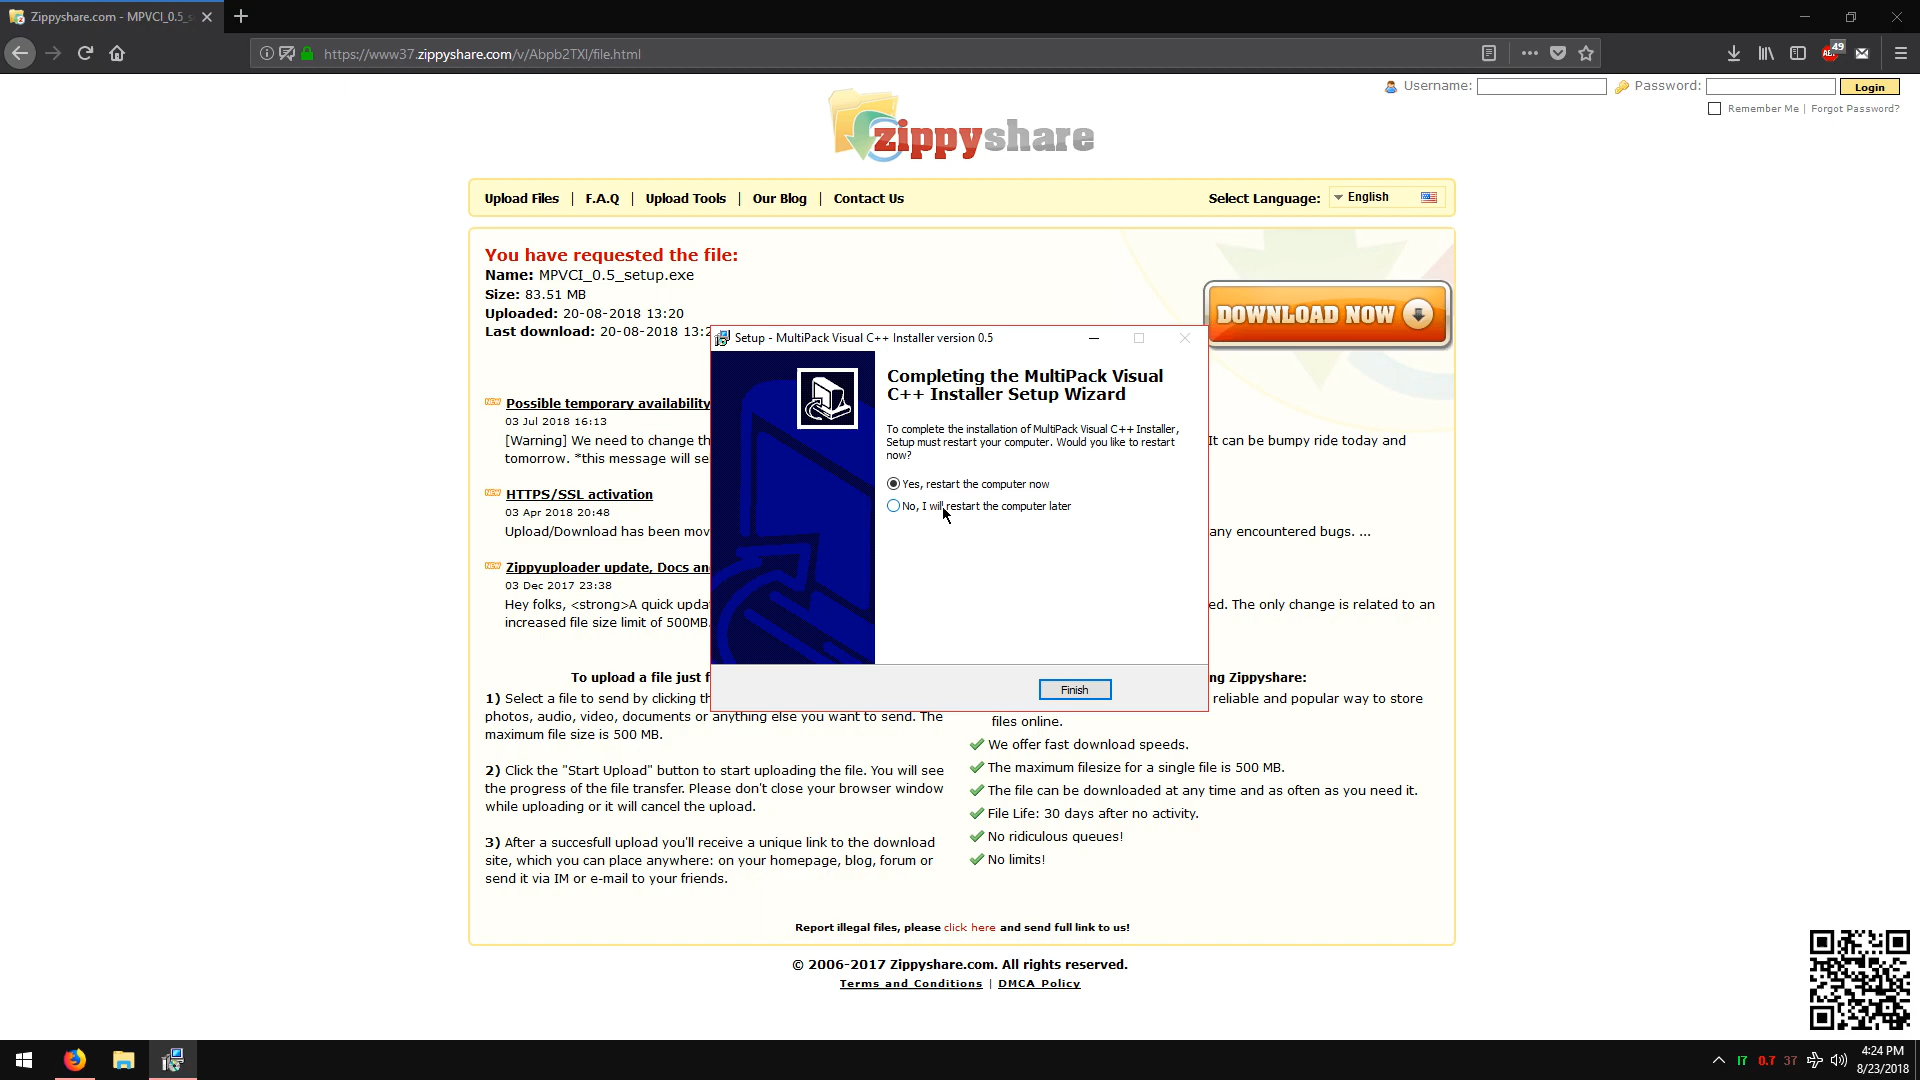 Zippyshare.com - MPVCI_0.5_s
https://www37.zippyshare.com/v/Abpb2TXl/file.html
49
ABP
Username:
Password:
Login
Remember Me | Forgot Password?
zippyshare
Upload Files | F.A.Q | Upload Tools | Our Blog | Contact Us
Select Language: English
You have requested the file:
Name: MPVCI_0.5_setup.exe
Size: 83.51 MB
Uploaded: 20-08-2018 13:20
Last download: 20-08-2018 13:2
DOWNLOAD NOW
Setup - MultiPack Visual C++ Installer version 0.5
Completing the MultiPack Visual
C++ Installer Setup Wizard
To complete the installation of MultiPack Visual C++ Installer,
Setup must restart your computer. Would you like to restart
now?
Yes, restart the computer now
No, I will restart the computer later
Finish
NEW Possible temporary availability
03 Jul 2018 16:13
[Warning] We need to change th
It can be bumpy ride today and
tomorrow. *this message will se
NEW HTTPS/SSL activation
03 Apr 2018 20:48
Upload/Download has been mov
any encountered bugs. ...
NEW Zippyuploader update, Docs an
03 Dec 2017 23:38
Hey folks, <strong>A quick upda
ed. The only change is related to an
increased file size limit of 500MB.
To upload a file just f
1) Select a file to send by clicking th
photos, audio, video, documents or anything else you want to send. The
maximum file size is 500 MB.
2) Click the "Start Upload" button to start uploading the file. You will see
the progress of the file transfer. Please don't close your browser window
while uploading or it will cancel the upload.
3) After a succesfull upload you'll receive a unique link to the download
site, which you can place anywhere: on your homepage, blog, forum or
send it via IM or e-mail to your friends.
ng Zippyshare:
reliable and popular way to store
files online.
We offer fast download speeds.
The maximum filesize for a single file is 500 MB.
The file can be downloaded at any time and as often as you need it.
File Life: 30 days after no activity.
No ridiculous queues!
No limits!
Report illegal files, please click here and send full link to us!
© 2006-2017 Zippyshare.com. All rights reserved.
Terms and Conditions | DMCA Policy
17 0.7 37
4:24 PM
8/23/2018